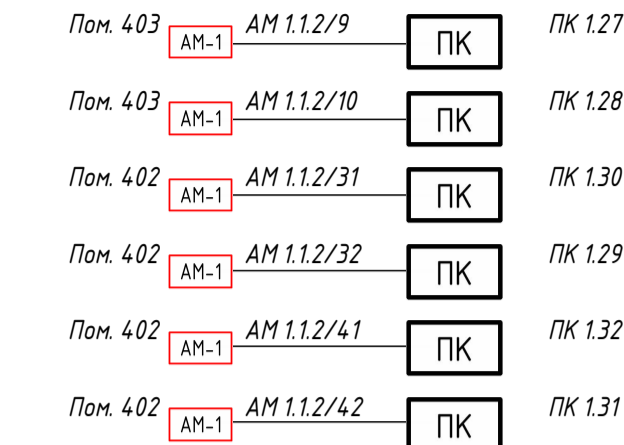 Пом. 403 АМ-1 АМ 1.1.2/9 ПК ПК 1.27
Пом. 403 АМ-1 АМ 1.1.2/10 ПК ПК 1.28
Пом. 402 АМ-1 АМ 1.1.2/31 ПК ПК 1.30
Пом. 402 АМ-1 АМ 1.1.2/32 ПК ПК 1.29
Пом. 402 АМ-1 АМ 1.1.2/41 ПК ПК 1.32
Пом. 402 АМ-1 АМ 1.1.2/42 ПК ПК 1.31